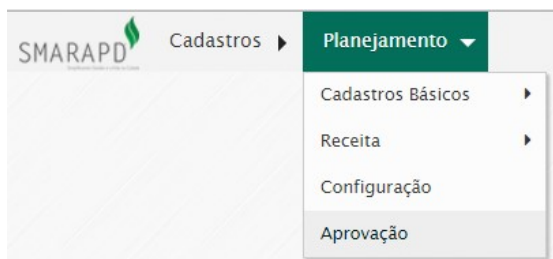 SMARAPD Cadastros Planejamento
Cadastros Básicos
Receita
Configuração
Aprovação